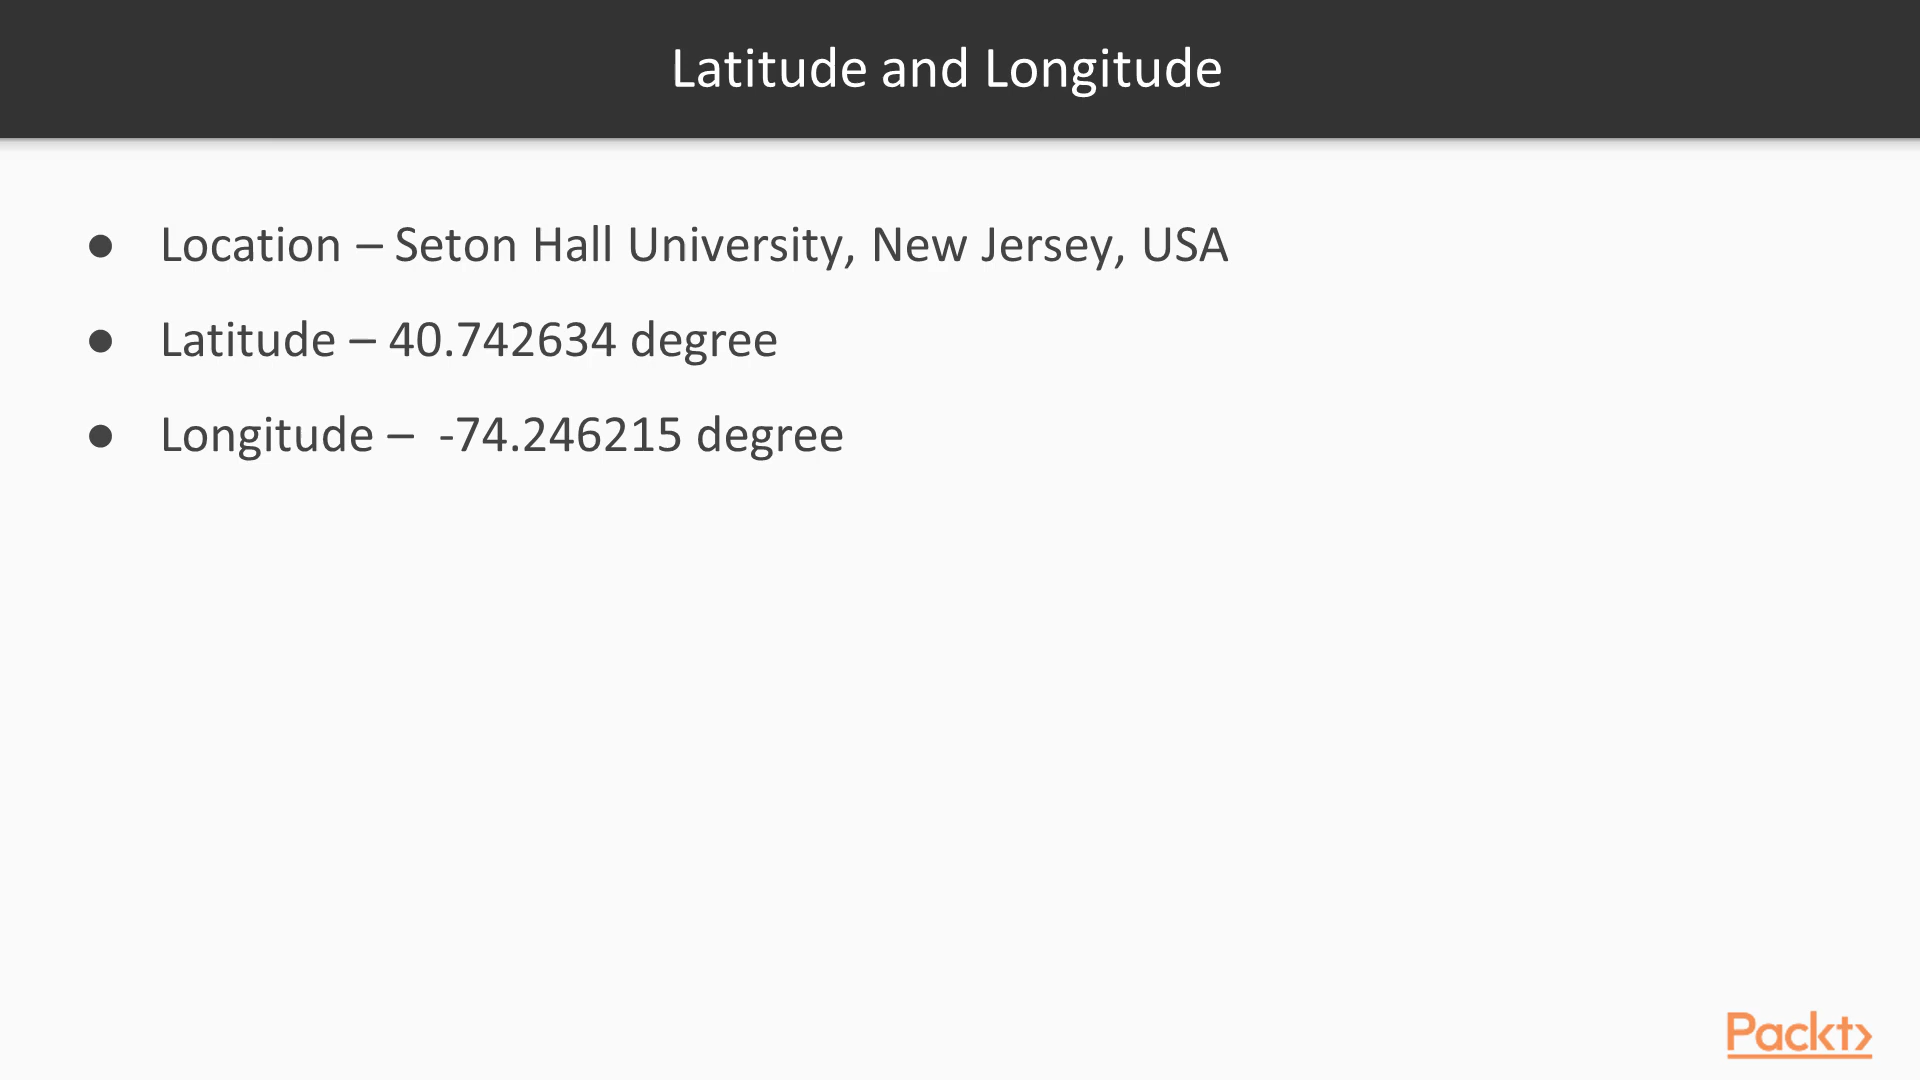 Latitude and Longitude
● Location – Seton Hall University, New Jersey, USA
● Latitude – 40.742634 degree
● Longitude – -74.246215 degree
Packt